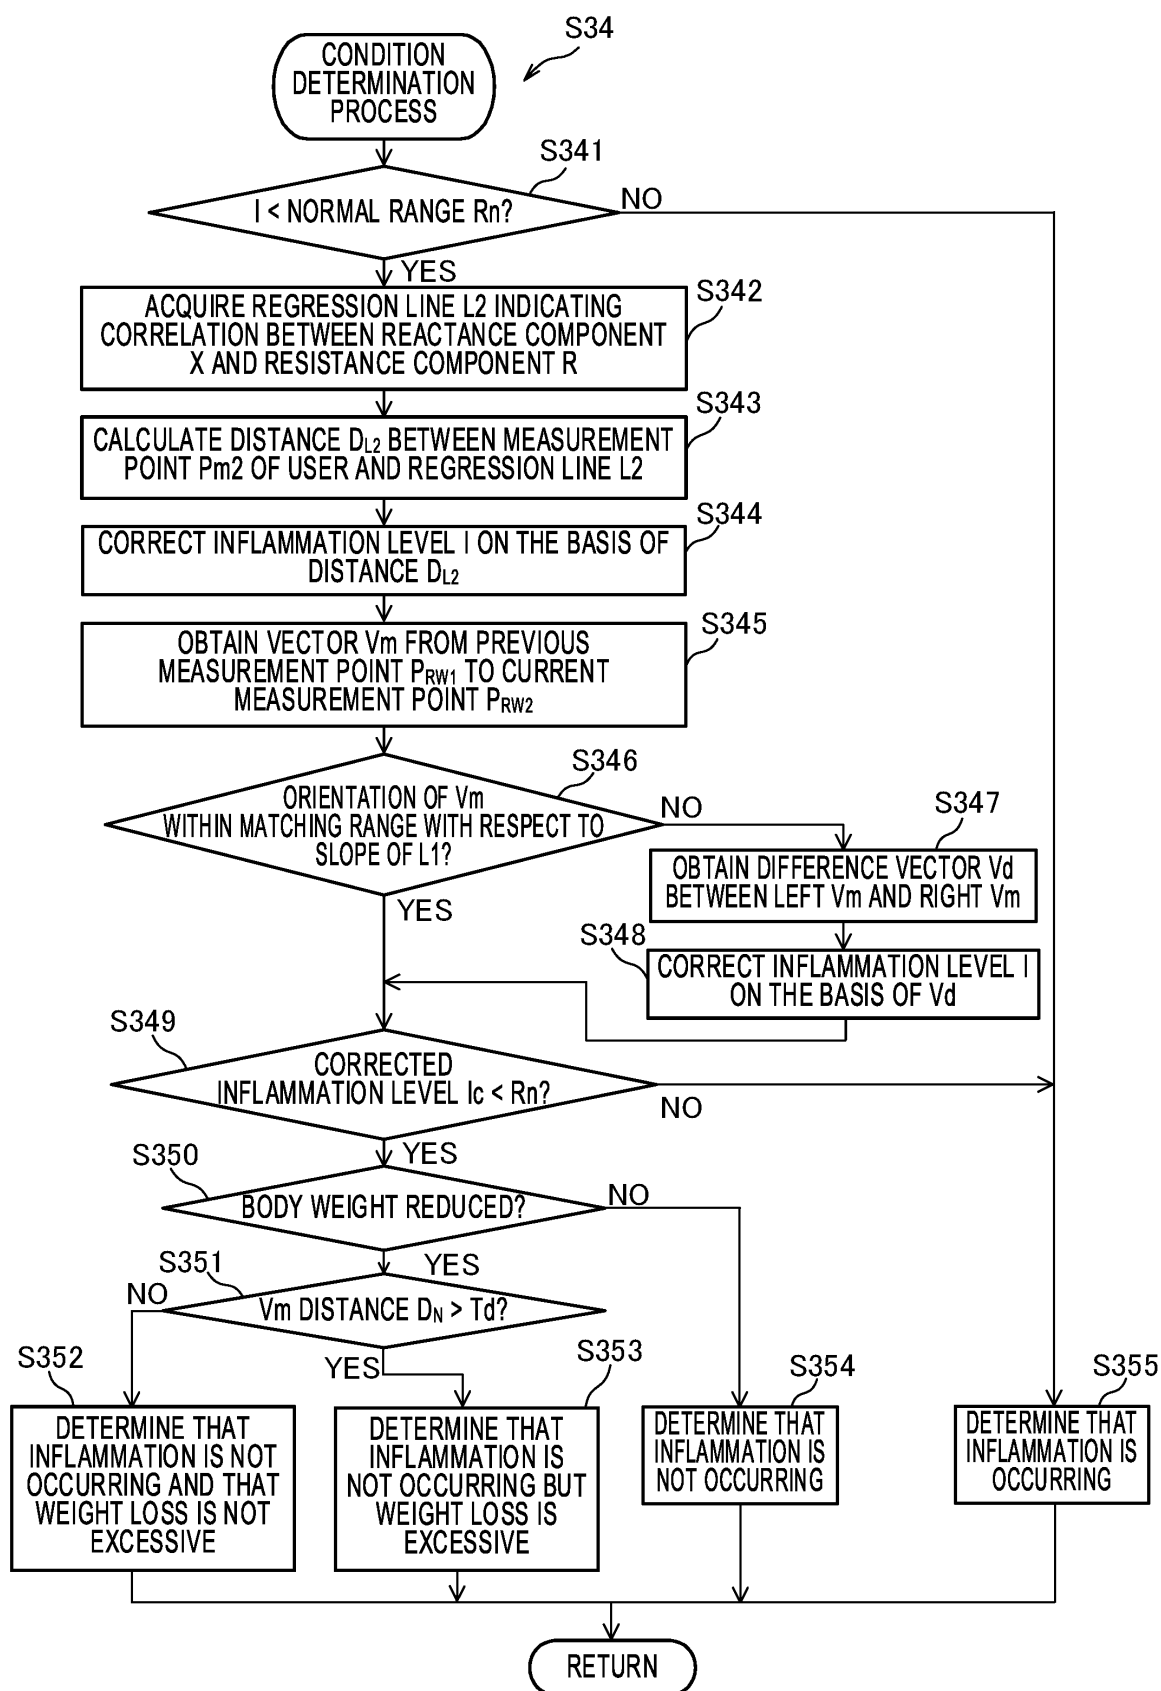 S34
CONDITION
DETERMINATION
PROCESS
S341
I < NORMAL RANGE Rn?
NO
YES
S342
ACQUIRE REGRESSION LINE L2 INDICATING
CORRELATION BETWEEN REACTANCE COMPONENT
X AND RESISTANCE COMPONENT R
S343
CALCULATE DISTANCE DL2 BETWEEN MEASUREMENT
POINT Pm2 OF USER AND REGRESSION LINE L2
S344
CORRECT INFLAMMATION LEVEL I ON THE BASIS OF
DISTANCE DL2
S345
OBTAIN VECTOR Vm FROM PREVIOUS
MEASUREMENT POINT PRW1 TO CURRENT
MEASUREMENT POINT PRW2
S346
ORIENTATION OF Vm
WITHIN MATCHING RANGE WITH RESPECT TO
SLOPE OF L1?
NO
YES
S347
OBTAIN DIFFERENCE VECTOR Vd
BETWEEN LEFT Vm AND RIGHT Vm
S348
CORRECT INFLAMMATION LEVEL I
ON THE BASIS OF Vd
S349
CORRECTED
INFLAMMATION LEVEL Ic < Rn?
NO
YES
S350
BODY WEIGHT REDUCED?
NO
YES
S351
Vm DISTANCE DN > Td?
NO
YES
S352
DETERMINE THAT
INFLAMMATION IS NOT
OCCURRING AND THAT
WEIGHT LOSS IS NOT
EXCESSIVE
S353
DETERMINE THAT
INFLAMMATION IS
NOT OCCURRING BUT
WEIGHT LOSS IS
EXCESSIVE
S354
DETERMINE THAT
INFLAMMATION IS
NOT OCCURRING
S355
DETERMINE THAT
INFLAMMATION IS
OCCURRING
RETURN